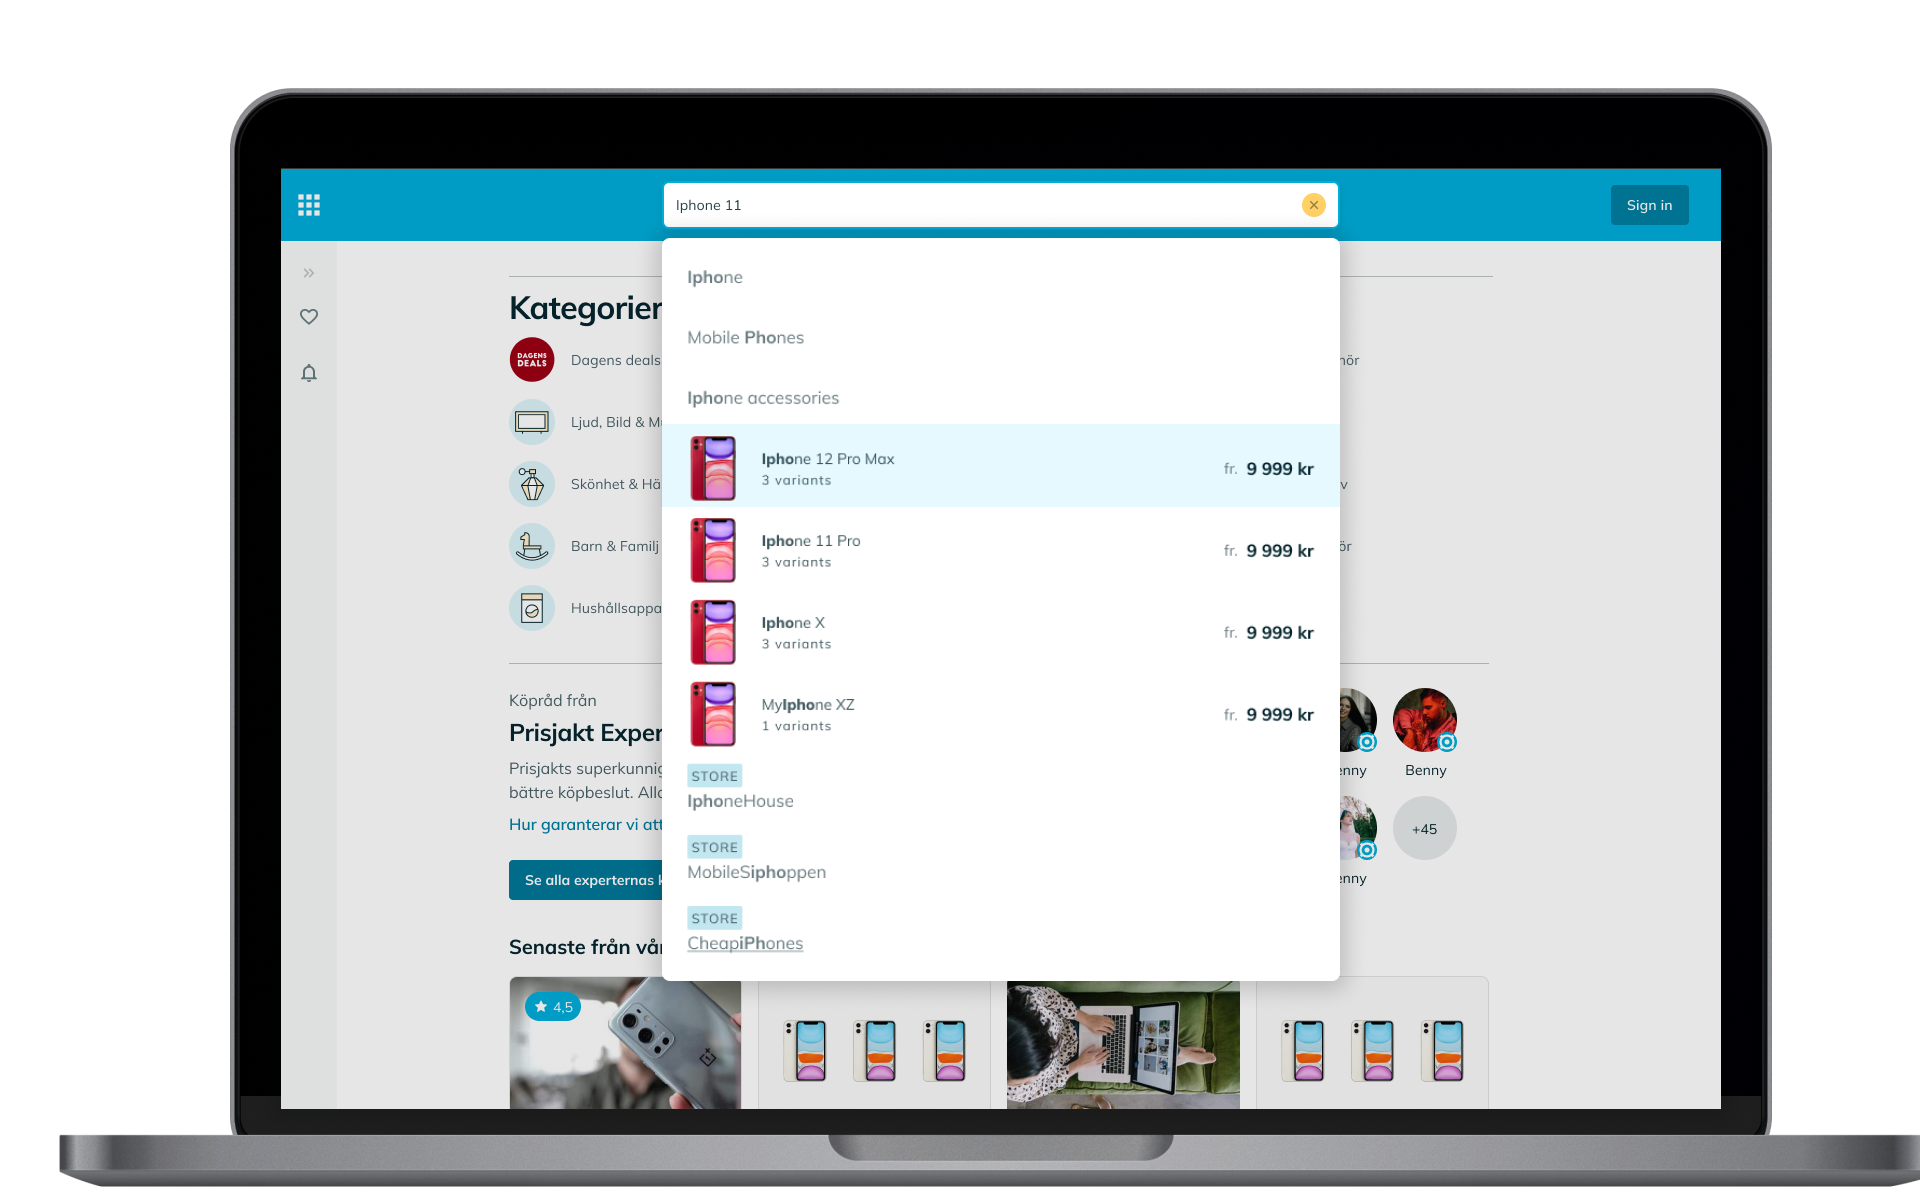 Iphone 11
Sign in
Iphone
Mobile Phones
Iphone accessories
Iphone 12 Pro Max
3 variants
fr. 9 999 kr
Iphone 11 Pro
3 variants
fr. 9 999 kr
Iphone X
3 variants
fr. 9 999 kr
MyIphone XZ
1 variants
fr. 9 999 kr
STORE
IphoneHouse
STORE
MobileSiphoppen
STORE
CheapiPhones
Kategorier
DAGENS
DEALS
Dagens deals
Ljud, Bild & M
Skönhet & Hä
Barn & Familj
Hushållsappa
Köpråd från
Prisjakt Exper
Prisjakts superkunnig
bättre köpbeslut. Allo
Hur garanterar vi att
Se alla experternas k
enny
Benny
+45
enny
Senaste från vår
4,5